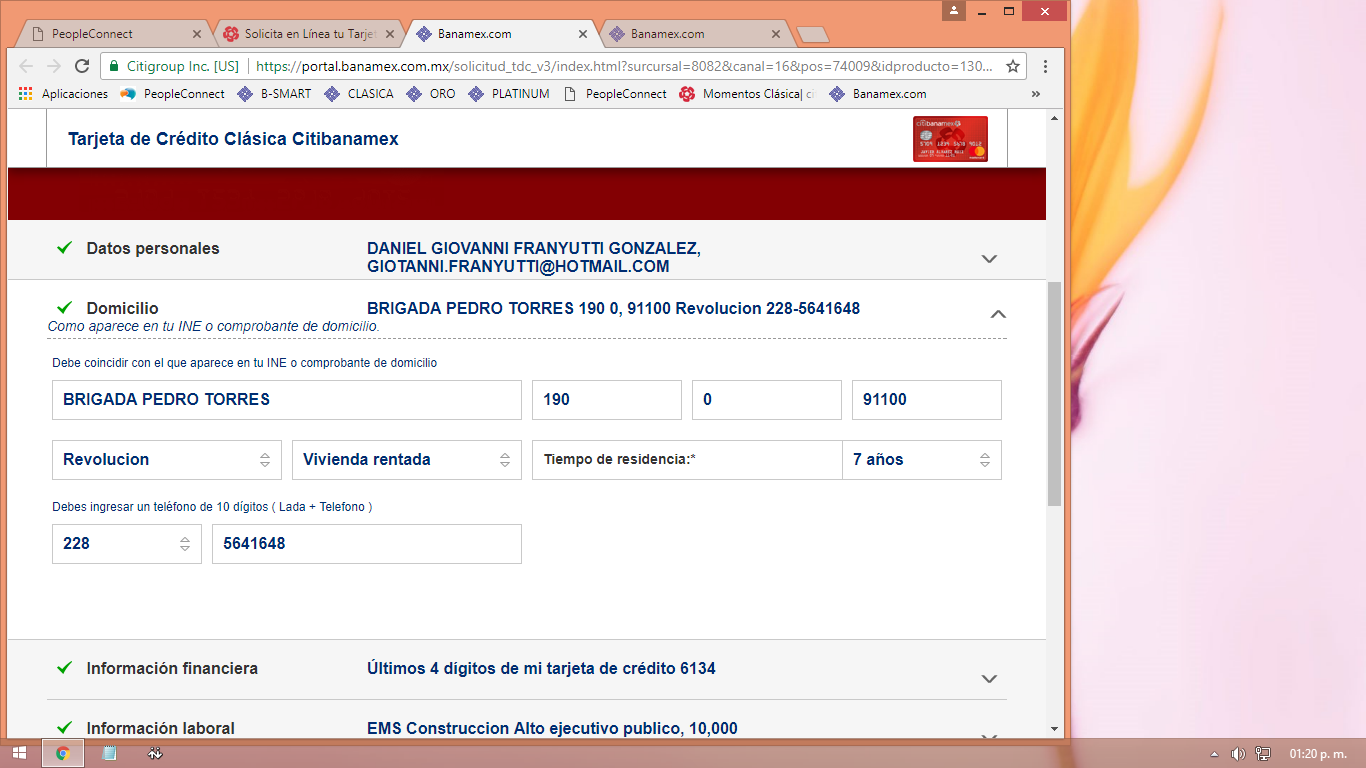 PeopleConnect
Solicita en Línea tu Tarjet
Banamex.com
Banamex.com
Citigroup Inc. [US]
https://portal.banamex.com.mx/solicitud_tdc_v3/index.html?sursursal=8082&canal=16&pos=74009&idproducto=130...
Aplicaciones
PeopleConnect
B-SMART
CLASICA
ORO
PLATINUM
PeopleConnect
Momentos Clásica| ci
Banamex.com
»
Tarjeta de Crédito Clásica Citibanamex
citibanamex
Datos personales
DANIEL GIOVANNI FRANYUTTI GONZALEZ,
GIOTANNI.FRANYUTTI@HOTMAIL.COM
Domicilio
BRIGADA PEDRO TORRES 190 0, 91100 Revolucion 228-5641648
Como aparece en tu INE o comprobante de domicilio.
Debe coincidir con el que aparece en tu INE o comprobante de domicilio
BRIGADA PEDRO TORRES
190
0
91100
Revolucion
Vivienda rentada
Tiempo de residencia:*
7 años
Debes ingresar un teléfono de 10 dígitos ( Lada + Telefono )
228
5641648
Información financiera
Últimos 4 dígitos de mi tarjeta de crédito 6134
Información laboral
EMS Construccion Alto ejecutivo publico, 10,000
01:20 p. m.